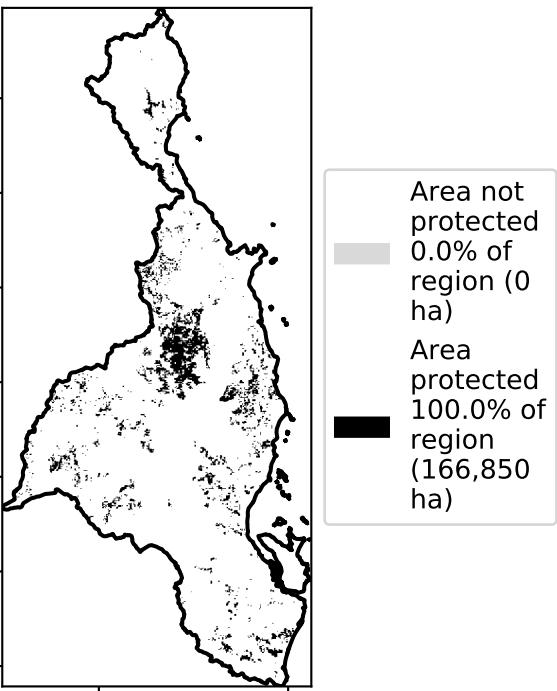 Area not
protected
0.0% of
region (0
ha)
Area
protected
100.0% of
region
(166,850
ha)